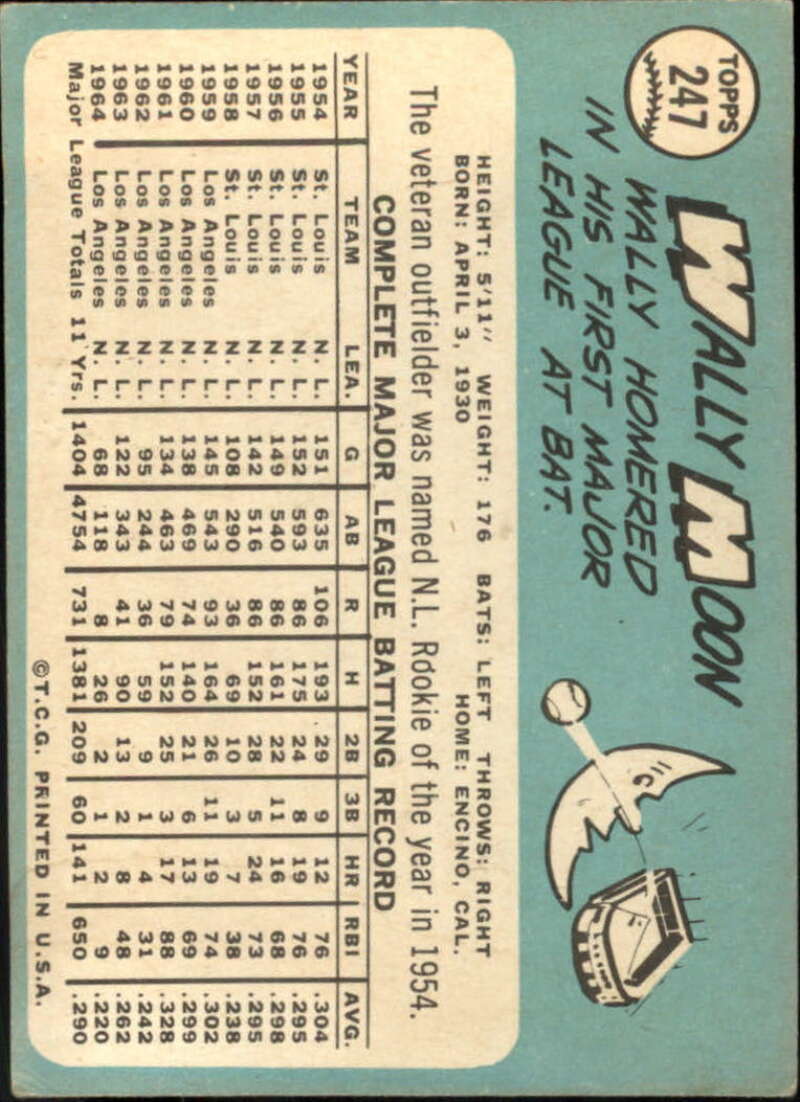 TOPPS
247
WALLY MOON
WALLY HOMERED
IN HIS FIRST MAJOR
LEAGUE AT BAT.
HEIGHT: 5'11" WEIGHT: 176 BATS: LEFT THROWS: RIGHT
BORN: APRIL 3, 1930 HOME: ENCINO, CAL.
The veteran outfielder was named N.L. Rookie of the year in 1954.
COMPLETE MAJOR LEAGUE BATTING RECORD
YEAR TEAM LEA. G AB R H 2B 3B HR RBI AVG.
1954 St. Louis N. L. 151 635 106 193 29 9 12 76 .304
1955 St. Louis N. L. 152 593 86 175 24 8 19 76 .295
1956 St. Louis N. L. 149 540 86 161 22 11 16 68 .298
1957 St. Louis N. L. 142 516 86 152 28 5 24 73 .295
1958 St. Louis N. L. 108 290 36 69 10 3 7 38 .238
1959 Los Angeles N. L. 145 543 93 164 26 11 19 74 .302
1960 Los Angeles N. L. 138 469 74 140 21 6 13 69 .299
1961 Los Angeles N. L. 134 463 79 152 25 3 17 88 .328
1962 Los Angeles N. L. 95 244 36 59 9 1 4 31 .242
1963 Los Angeles N. L. 122 343 41 90 13 2 8 48 .262
1964 Los Angeles N. L. 68 118 8 26 2 1 2 9 .220
Major League Totals 11 Yrs. 1404 4754 731 1381 209 60 141 650 .290
©T.C.G. PRINTED IN U.S.A.